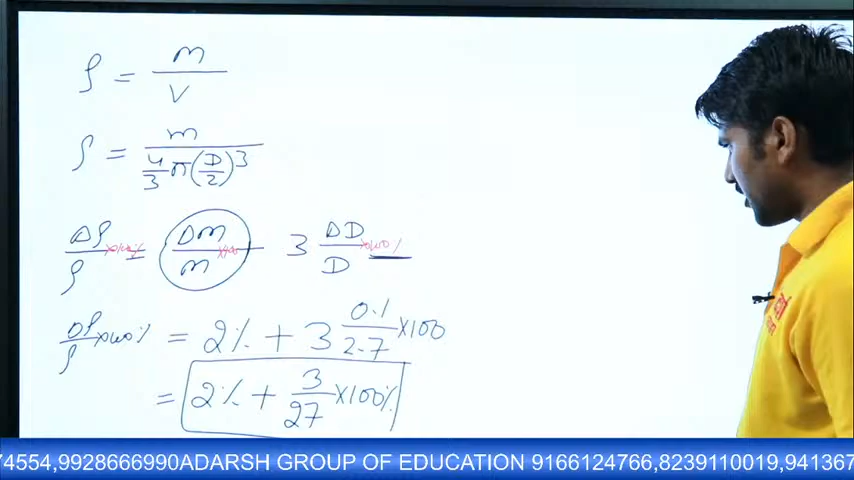 ρ = m / V
ρ = m / (4/3 π (D/2)^3)
Δρ/ρ ×100% = Δm/m ×100 + 3 ΔD/D ×100%
Δρ/ρ ×100% = 2% + 3 0.1/2.7 ×100
= 2% + 3/27 ×100%
74554,9928666990ADARSH GROUP OF EDUCATION 9166124766,8239110019,941367